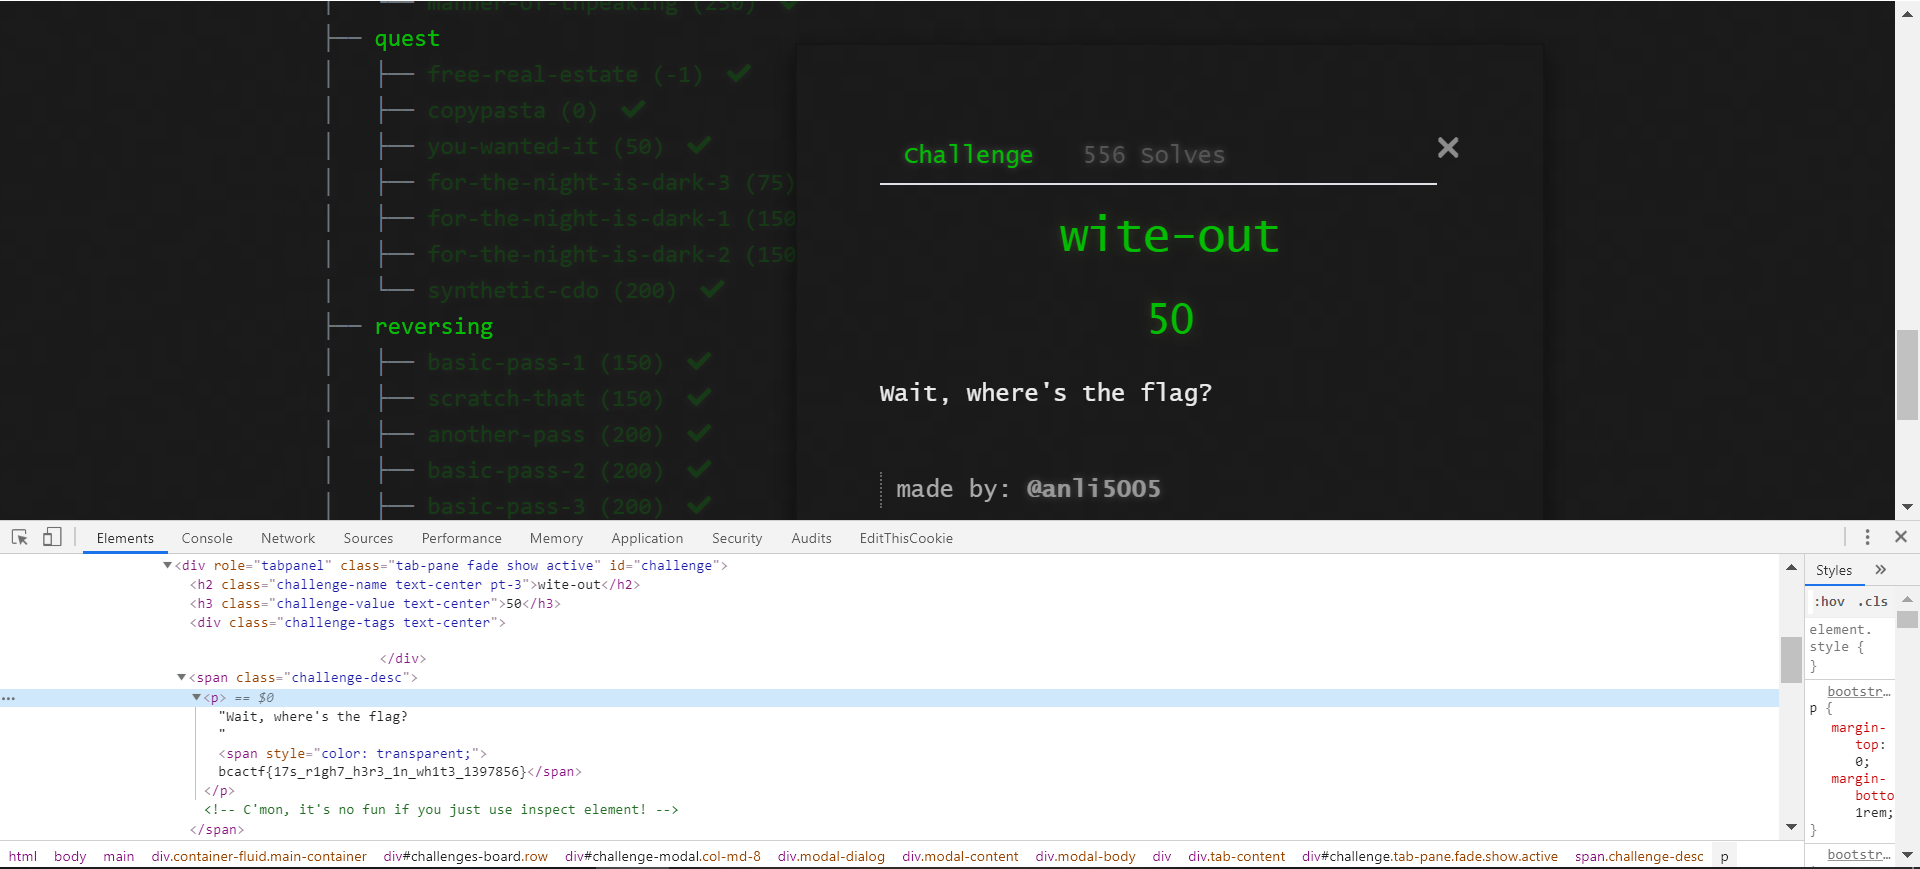 manner-of-thpeaking (250)
quest
free-real-estate (-1)
copypasta (0)
you-wanted-it (50)
for-the-night-is-dark-3 (75)
for-the-night-is-dark-1 (150
for-the-night-is-dark-2 (150
synthetic-cdo (200)
reversing
basic-pass-1 (150)
scratch-that (150)
another-pass (200)
basic-pass-2 (200)
basic-pass-3 (200)
Challenge 556 Solves
wite-out
50
Wait, where's the flag?
made by: @anli5005
Elements Console Network Sources Performance Memory Application Security Audits EditThisCookie
<div role="tabpanel" class="tab-pane fade show active" id="challenge">
<h2 class="challenge-name text-center pt-3">wite-out</h2>
<h3 class="challenge-value text-center">50</h3>
<div class="challenge-tags text-center">
</div>
<span class="challenge-desc">
<p> == $0
"Wait, where's the flag?
"
<span style="color: transparent;">
bcactf{17s_r1gh7_h3r3_1n_wh1t3_1397856}</span>
</p>
<!-- C'mon, it's no fun if you just use inspect element! -->
</span>
html body main div.container-fluid.main-container div#challenges-board.row div#challenge-modal.col-md-8 div.modal-dialog div.modal-content div.modal-body div div.tab-content div#challenge.tab-pane.fade.show.active span.challenge-desc p
Styles »
:hov .cls
element.
style {
}
bootstr…
p {
margin-
top:
0;
margin-
botto
1rem;
}
bootstr…